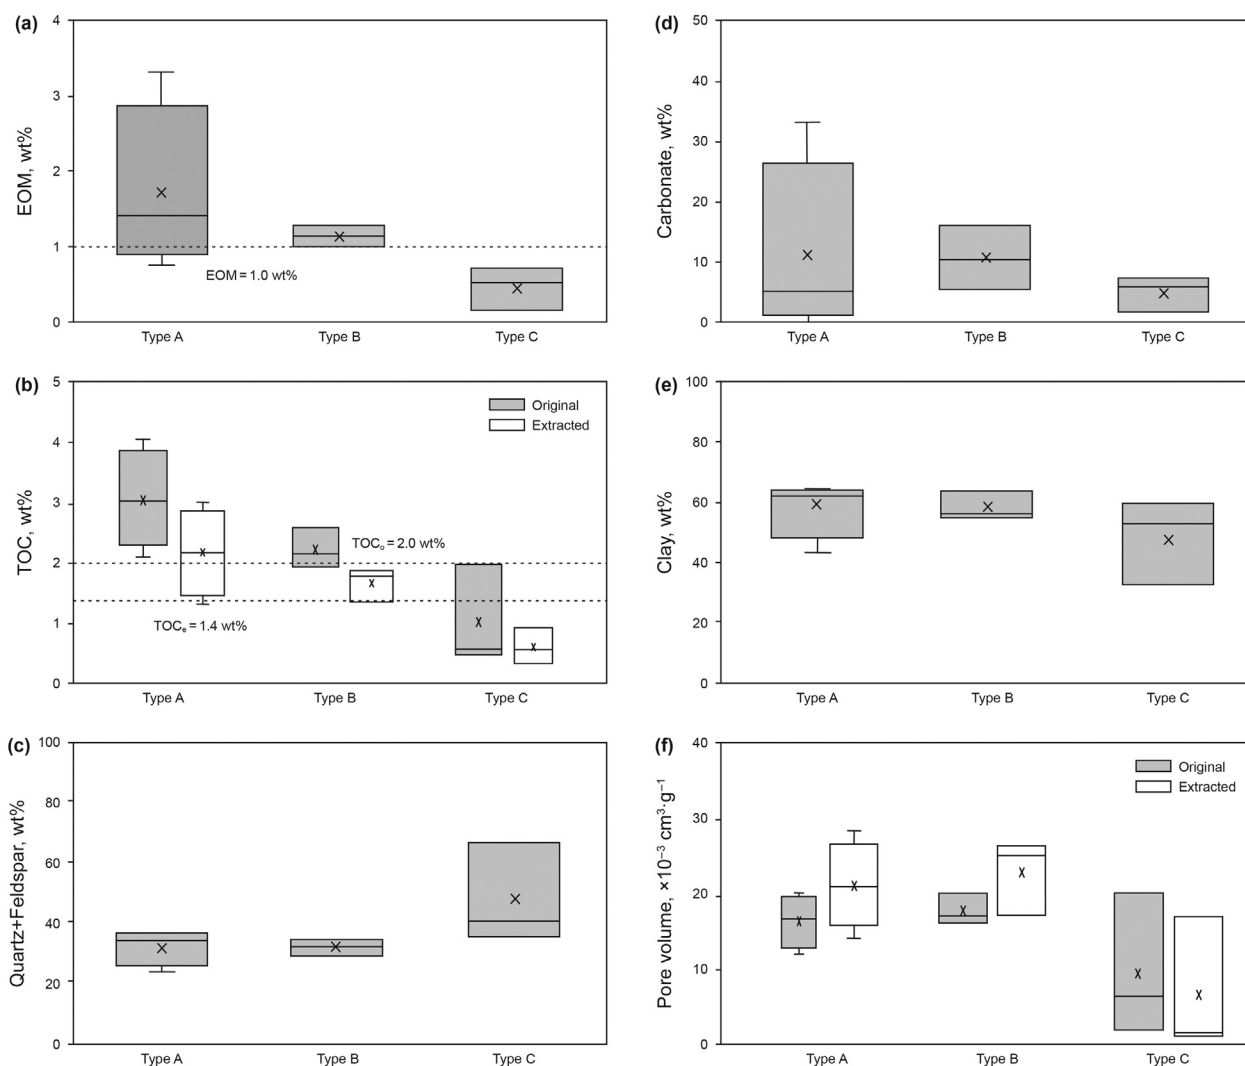 (a)
EOM, wt%
4
3
2
1
0
EOM = 1.0 wt%
Type A
Type B
Type C
(d)
Carbonate, wt%
50
40
30
20
10
0
Type A
Type B
Type C
(b)
TOC, wt%
5
4
3
2
1
0
Original
Extracted
TOCₒ = 2.0 wt%
TOCₑ = 1.4 wt%
Type A
Type B
Type C
(e)
Clay, wt%
100
80
60
40
20
0
Type A
Type B
Type C
(c)
Quartz+Feldspar, wt%
100
80
60
40
20
0
Type A
Type B
Type C
(f)
Pore volume, ×10⁻³ cm³·g⁻¹
40
30
20
10
0
Original
Extracted
Type A
Type B
Type C